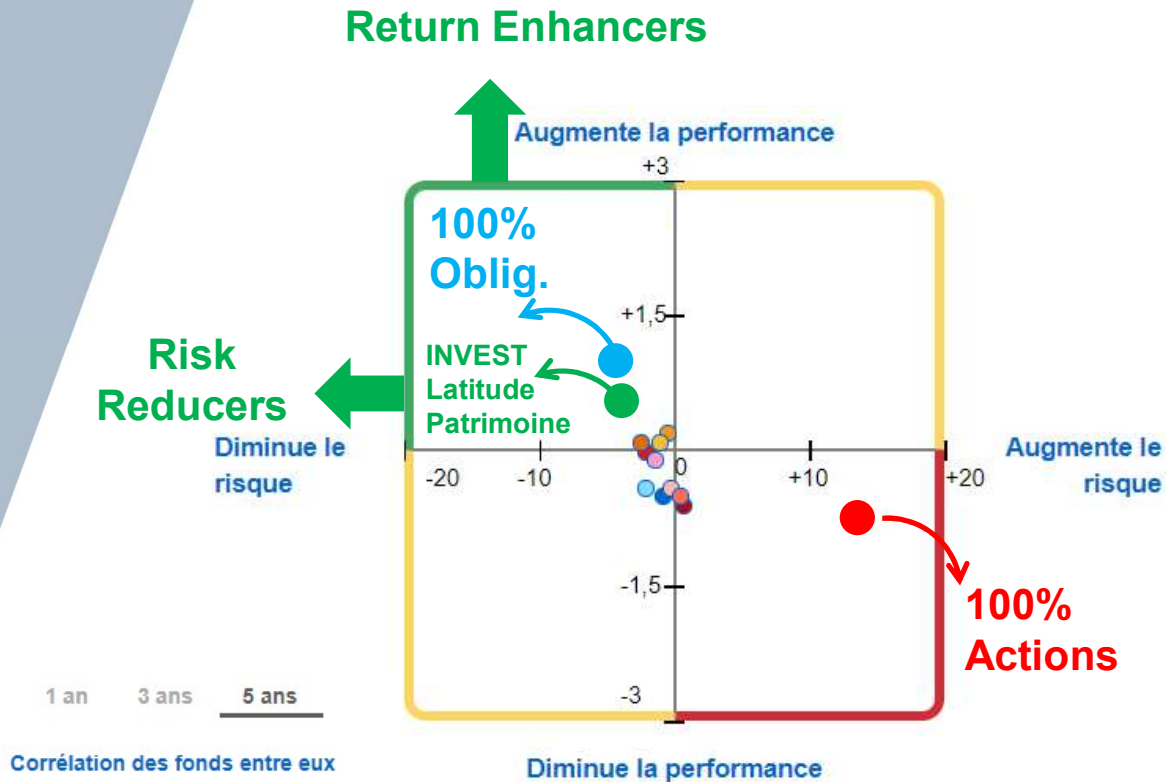 Return Enhancers
Augmente la performance
+3
100%
Oblig.
+1,5
INVEST
Latitude
Patrimoine
Risk
Reducers
Diminue le
risque
-20
-10
0
+10
+20
Augmente le
risque
-1,5
100%
Actions
-3
1 an
3 ans
5 ans
Corrélation des fonds entre eux
Diminue la performance